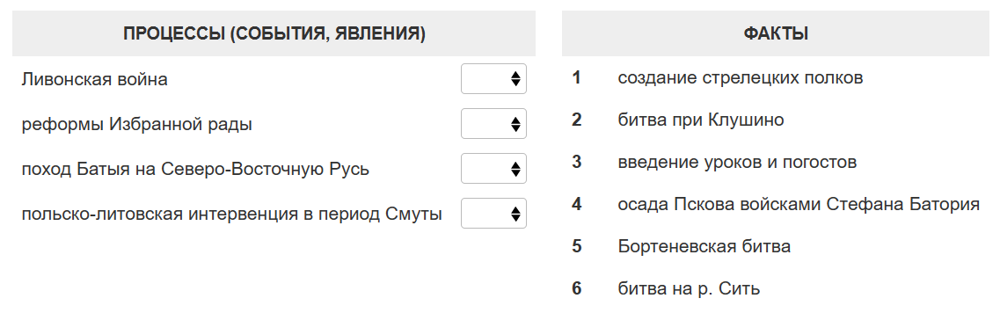 ПРОЦЕССЫ (СОБЫТИЯ, ЯВЛЕНИЯ)
Ливонская война
реформы Избранной рады
поход Батыя на Северо-Восточную Русь
польско-литовская интервенция в период Смуты
ФАКТЫ
1 создание стрелецких полков
2 битва при Клушино
3 введение уроков и погостов
4 осада Пскова войсками Стефана Батория
5 Бортеневская битва
6 битва на р. Сить